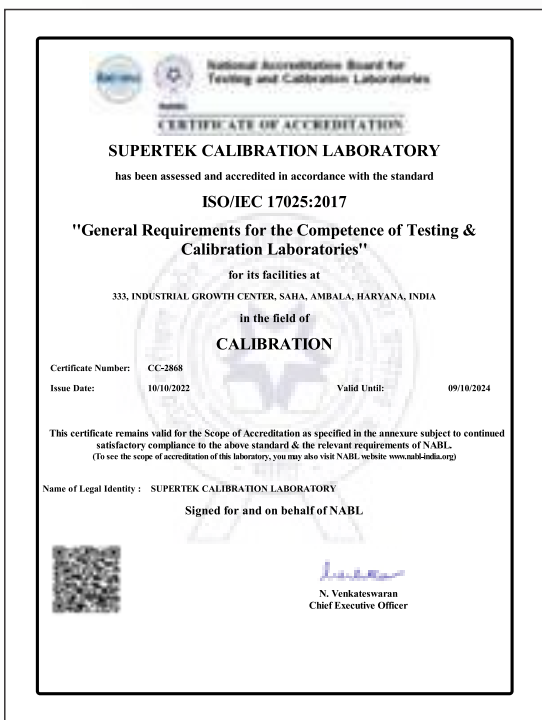 National Accreditation Board for
Testing and Calibration Laboratories
NABL
CERTIFICATE OF ACCREDITATION
SUPERTEK CALIBRATION LABORATORY
has been assessed and accredited in accordance with the standard
ISO/IEC 17025:2017
"General Requirements for the Competence of Testing &
Calibration Laboratories"
for its facilities at
333, INDUSTRIAL GROWTH CENTER, SAHA, AMBALA, HARYANA, INDIA
in the field of
CALIBRATION
Certificate Number: CC-2868
Issue Date: 10/10/2022 Valid Until: 09/10/2024
This certificate remains valid for the Scope of Accreditation as specified in the annexure subject to continued
satisfactory compliance to the above standard & the relevant requirements of NABL.
(To see the scope of accreditation of this laboratory, you may also visit NABL website www.nabl-india.org)
Name of Legal Identity : SUPERTEK CALIBRATION LABORATORY
Signed for and on behalf of NABL
N. Venkateswaran
Chief Executive Officer